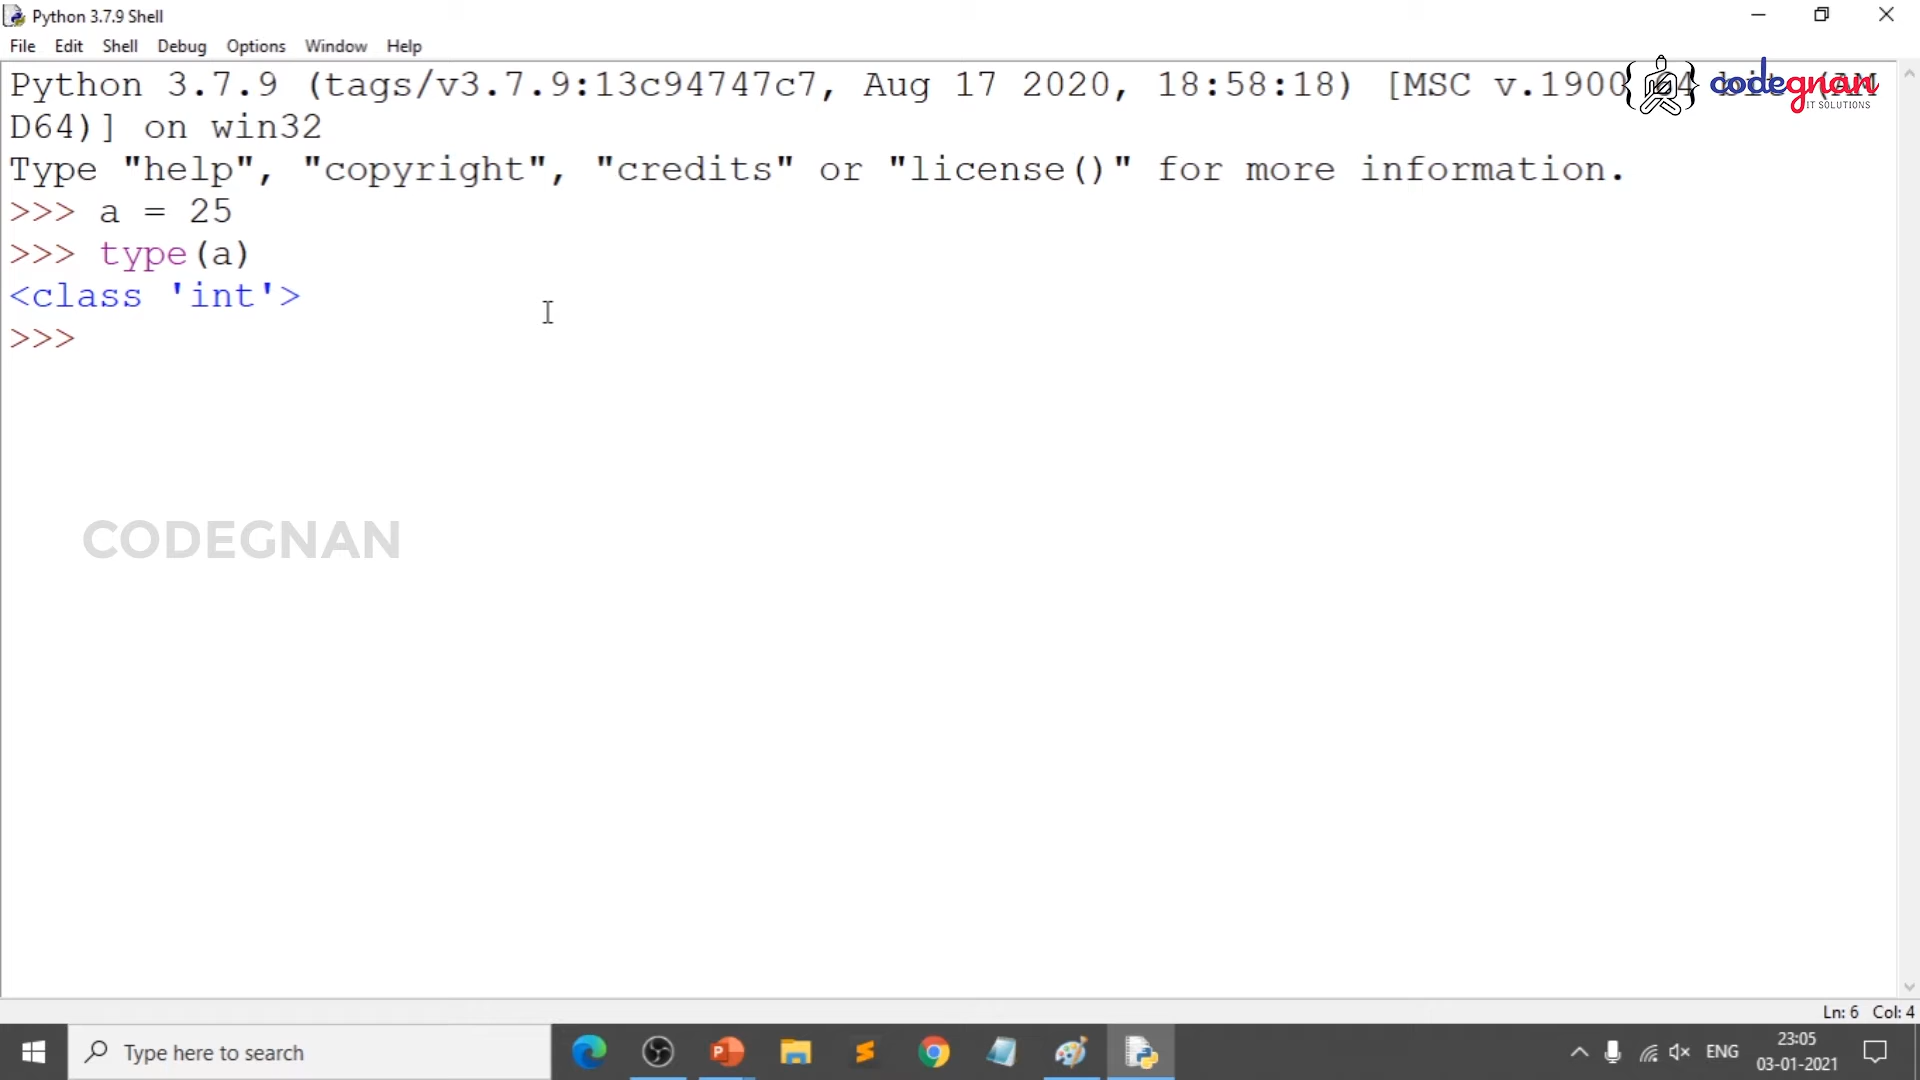 Python 3.7.9 Shell
File Edit Shell Debug Options Window Help
Python 3.7.9 (tags/v3.7.9:13c94747c7, Aug 17 2020, 18:58:18) [MSC v.1900 64 bit (AM
D64)] on win32
Type "help", "copyright", "credits" or "license()" for more information.
>>> a = 25
>>> type(a)
<class 'int'>
>>>
codegnan
IT SOLUTIONS
CODEGNAN
Ln: 6 Col: 4
Type here to search
ENG
23:05
03-01-2021